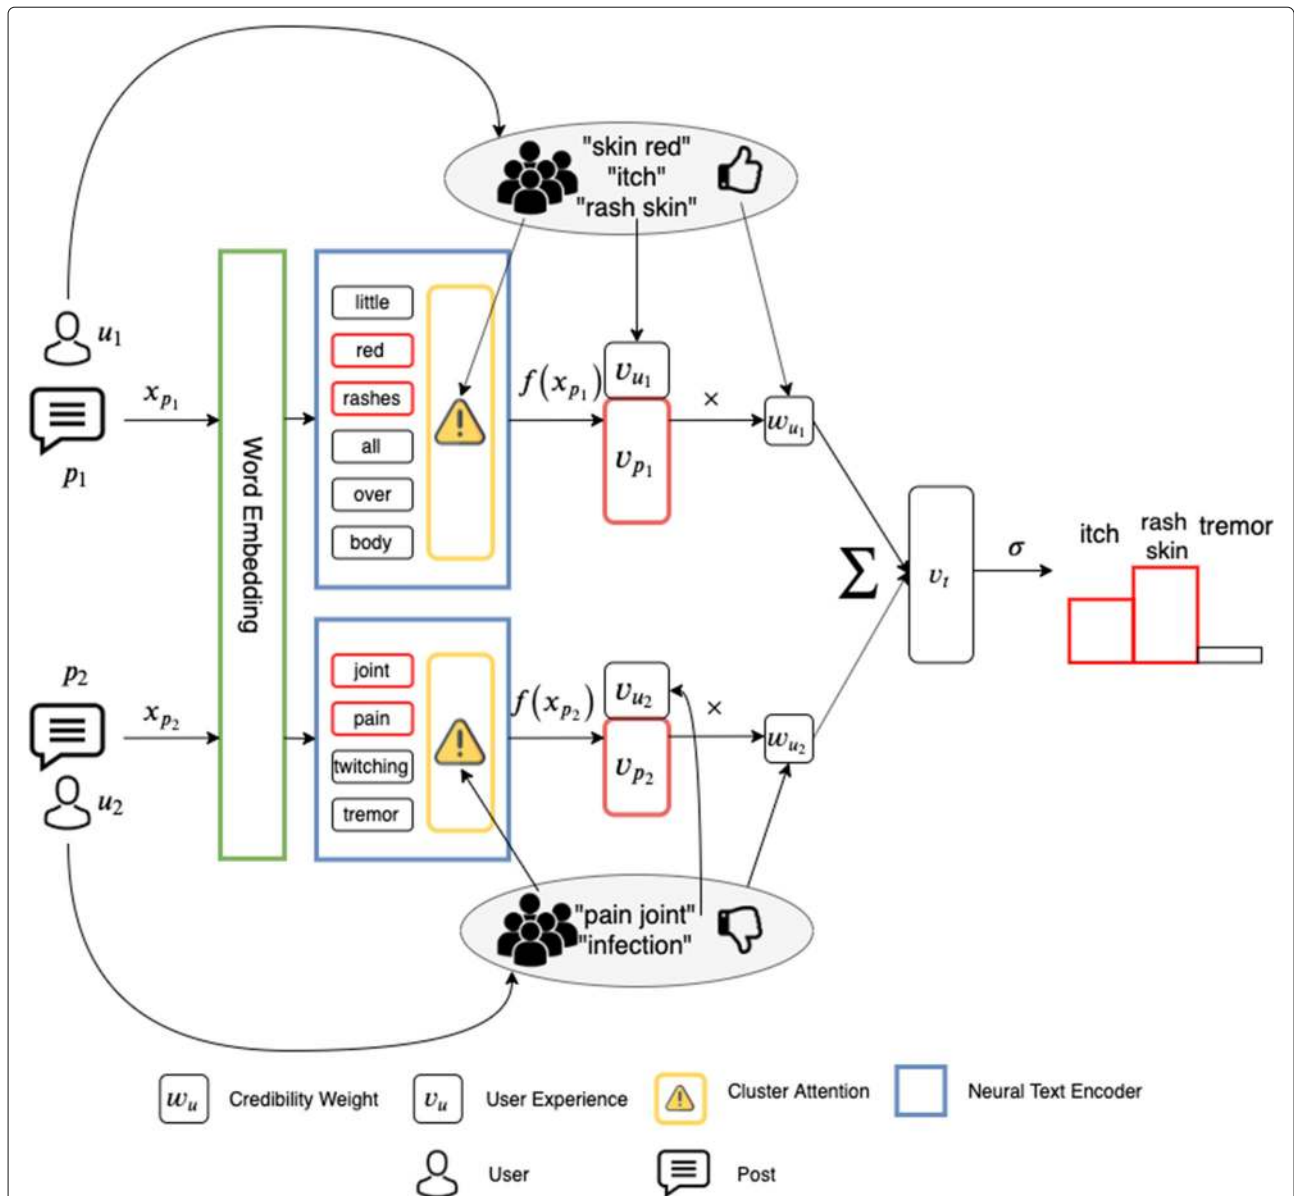 "skin red"
"itch"
"rash skin"
u1
xp1
p1
Word Embedding
little
red
rashes
all
over
body
f(xp1)
vu1
vp1
×
wu1
Σ
vt
σ
itch
rash
skin
tremor
p2
xp2
u2
joint
pain
twitching
tremor
f(xp2)
vu2
vp2
×
wu2
"pain joint"
"infection"
wu Credibility Weight
vu User Experience
Cluster Attention
Neural Text Encoder
User
Post